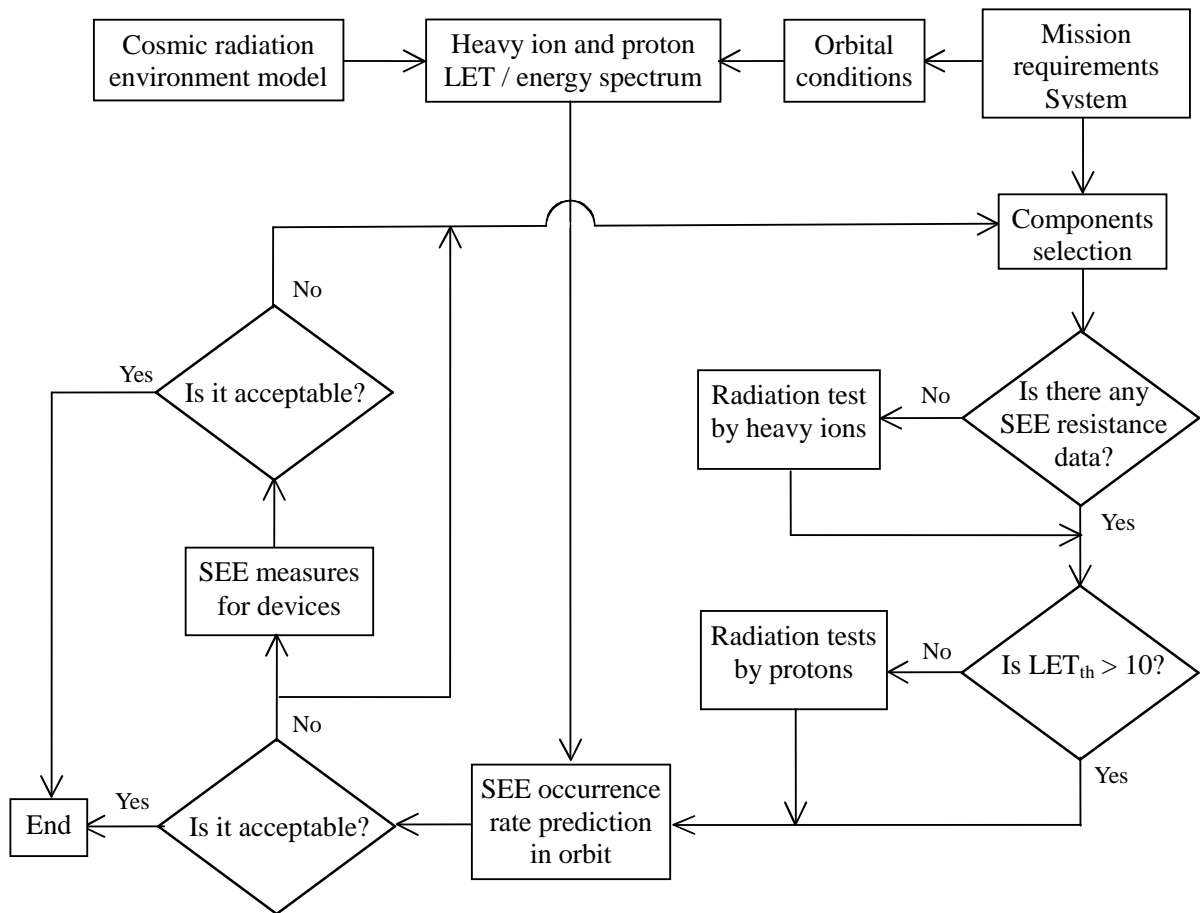 Cosmic radiation
environment model
Heavy ion and proton
LET / energy spectrum
Orbital
conditions
Mission
requirements
System
Components
selection
No
Yes
Is it acceptable?
Radiation test
by heavy ions
No
Is there any
SEE resistance
data?
Yes
SEE measures
for devices
Radiation tests
by protons
No
Is LETth > 10?
No
Yes
End
Yes
Is it acceptable?
SEE occurrence
rate prediction
in orbit